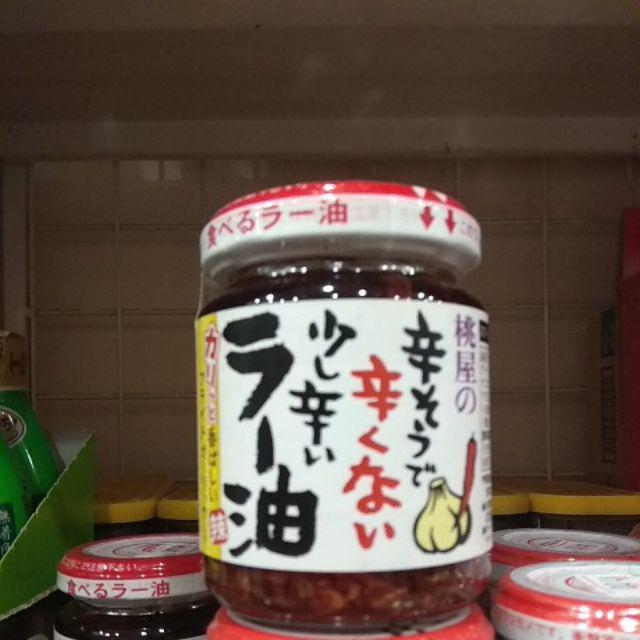 食べるラー油
桃屋の
辛そうで
辛くない
少し辛い
ラー油
カリッと香ばしい
食べるラー油